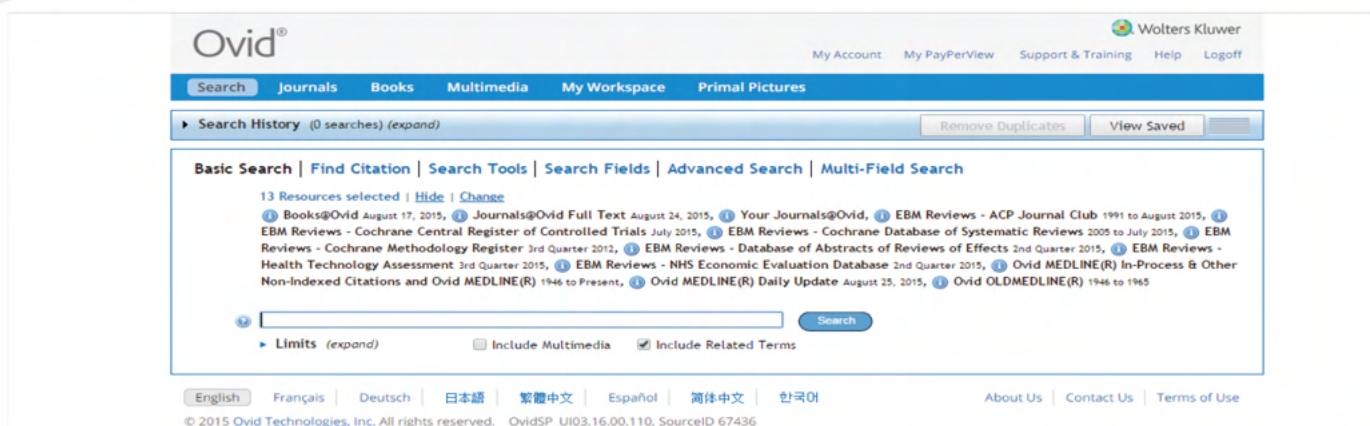 Ovid®
Wolters Kluwer
My Account My PayPerView Support & Training Help Logoff
Search Journals Books Multimedia My Workspace Primal Pictures
Search History (0 searches) (expand) Remove Duplicates View Saved
Basic Search | Find Citation | Search Tools | Search Fields | Advanced Search | Multi-Field Search
13 Resources selected | Hide | Change
Books@Ovid August 17, 2015, Journals@Ovid Full Text August 24, 2015, Your Journals@Ovid, EBM Reviews - ACP Journal Club 1991 to August 2015,
EBM Reviews - Cochrane Central Register of Controlled Trials July 2015, EBM Reviews - Cochrane Database of Systematic Reviews 2005 to July 2015, EBM
Reviews - Cochrane Methodology Register 3rd Quarter 2012, EBM Reviews - Database of Abstracts of Reviews of Effects 2nd Quarter 2015, EBM Reviews -
Health Technology Assessment 3rd Quarter 2015, EBM Reviews - NHS Economic Evaluation Database 2nd Quarter 2015, Ovid MEDLINE(R) In-Process & Other
Non-Indexed Citations and Ovid MEDLINE(R) 1946 to Present, Ovid MEDLINE(R) Daily Update August 25, 2015, Ovid OLDMEDLINE(R) 1946 to 1965
Search
Limits (expand) Include Multimedia Include Related Terms
English Français Deutsch 日本語 繁體中文 Español 简体中文 한국어 About Us Contact Us Terms of Use
© 2015 Ovid Technologies, Inc. All rights reserved. OvidSP_UI03.16.00.110, SourceID 67436